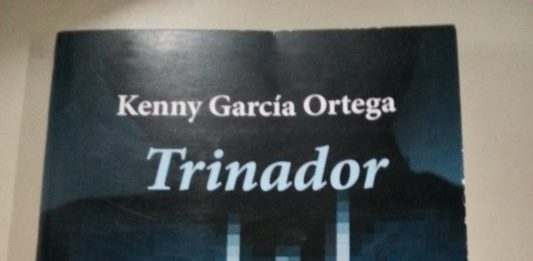 Kenny García Ortega
Trinador